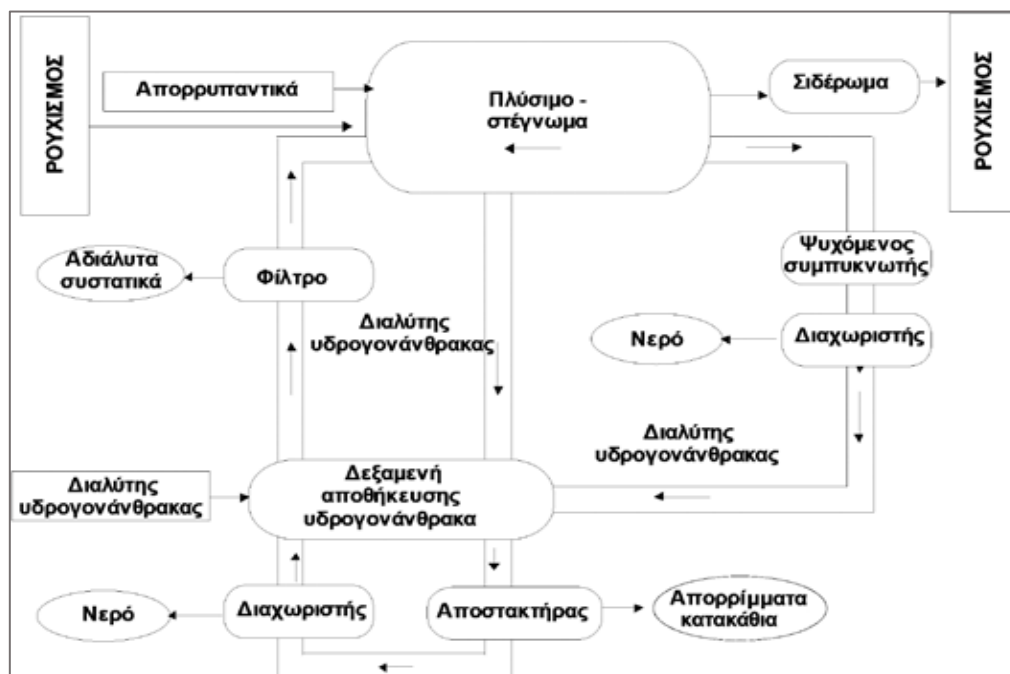 ΡΟΥΧΙΣΜΟΣ
Απορρυπαντικά
Πλύσιμο -
στέγνωμα
Σιδέρωμα
ΡΟΥΧΙΣΜΟΣ
Αδιάλυτα
συστατικά
Φίλτρο
Ψυχόμενος
συμπυκνωτής
Διαλύτης
υδρογονάνθρακας
Νερό
Διαχωριστής
Διαλύτης
υδρογονάνθρακας
Διαλύτης
υδρογονάνθρακας
Δεξαμενή
αποθήκευσης
υδρογονάνθρακα
Νερό
Διαχωριστής
Αποστακτήρας
Απορρίμματα
κατακάθια